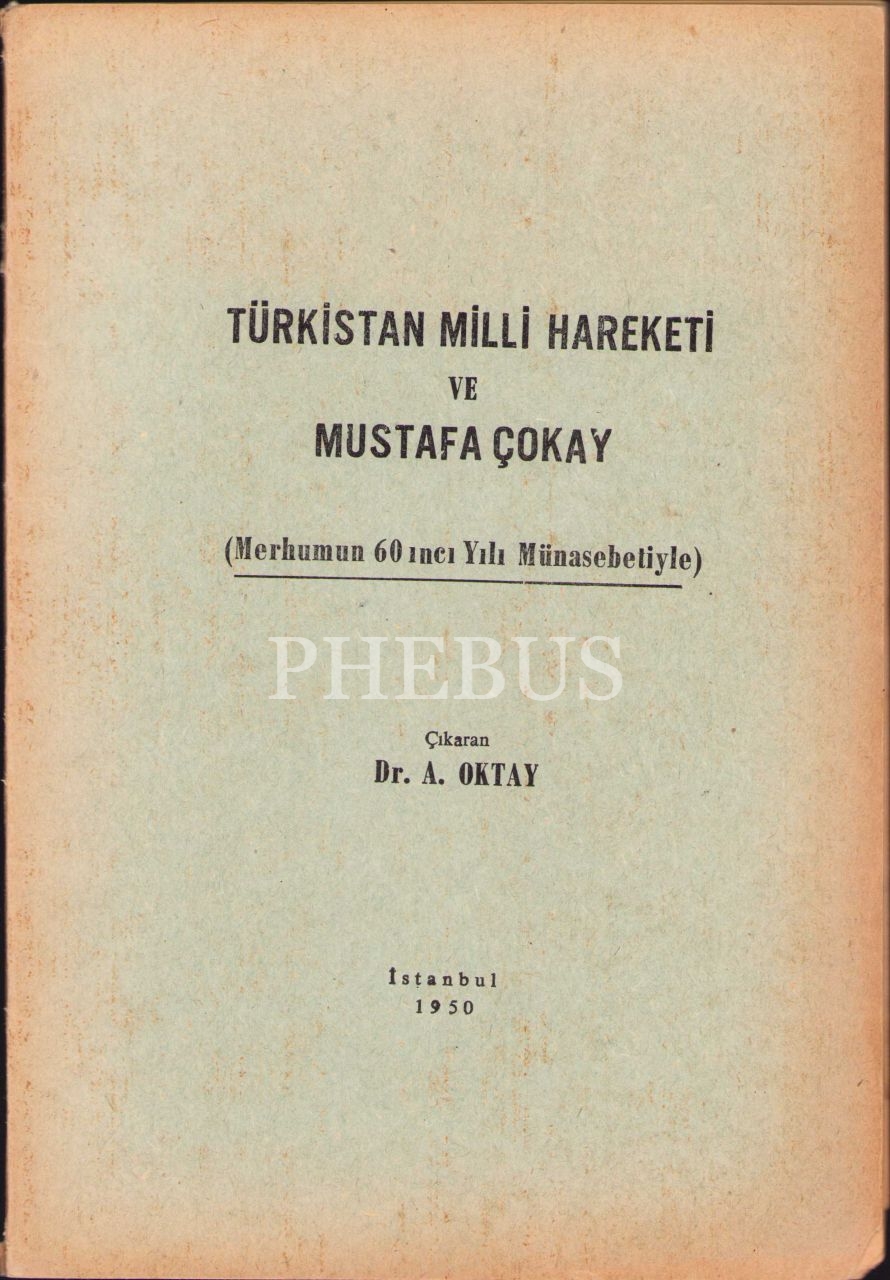 TÜRKİSTAN MİLLİ HAREKETİ
VE
MUSTAFA ÇOKAY
(Merhumun 60 ıncı Yılı Münasebetiyle)
PHEBUS
Çıkaran
Dr. A. OKTAY
İstanbul
1950